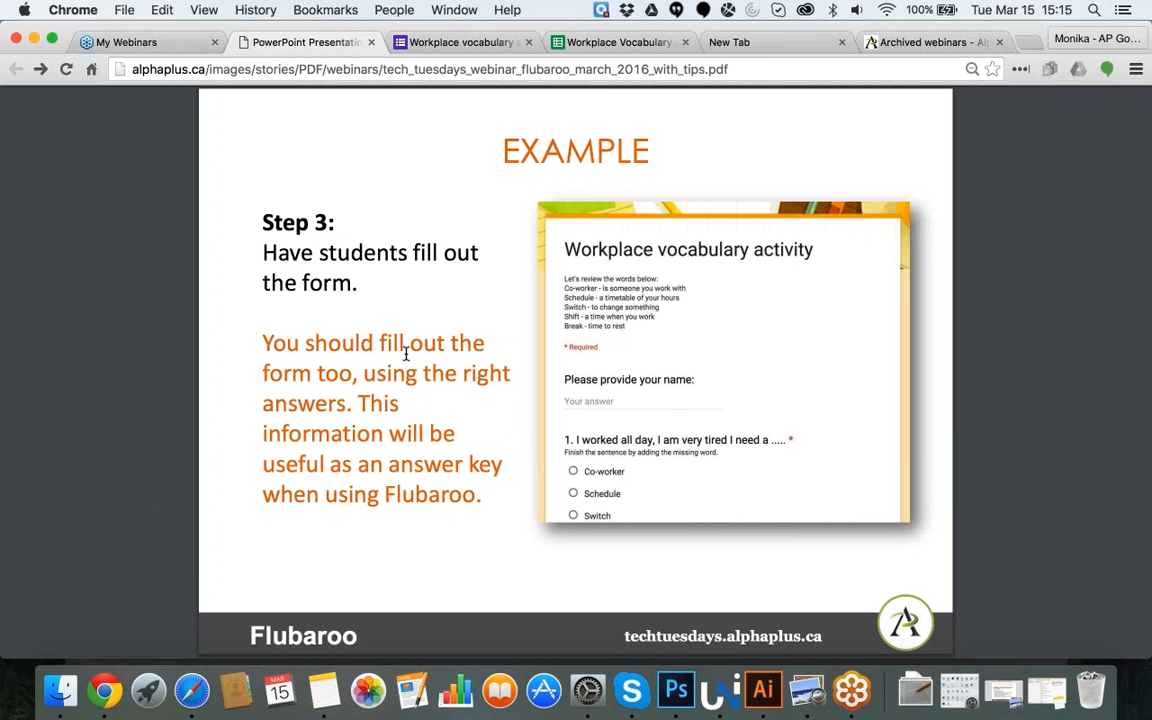 Chrome File Edit View History Bookmarks People Window Help 100% Tue Mar 15 15:15
My Webinars PowerPoint Presentatio Workplace vocabulary a Workplace Vocabulary New Tab Archived webinars - Alp Monika - AP Go...
alphaplus.ca/images/stories/PDF/webinars/tech_tuesdays_webinar_flubaroo_march_2016_with_tips.pdf
EXAMPLE
Step 3:
Have students fill out
the form.
You should fill out the
form too, using the right
answers. This
information will be
useful as an answer key
when using Flubaroo.
Workplace vocabulary activity
Let's review the words below:
Co-worker - is someone you work with
Schedule - a timetable of your hours
Switch - to change something
Shift - a time when you work
Break - time to rest
* Required
Please provide your name:
Your answer
1. I worked all day, I am very tired I need a ..... *
Finish the sentence by adding the missing word.
Co-worker
Schedule
Switch
Flubaroo
techtuesdays.alphaplus.ca
MAR
15
Ps
Ai